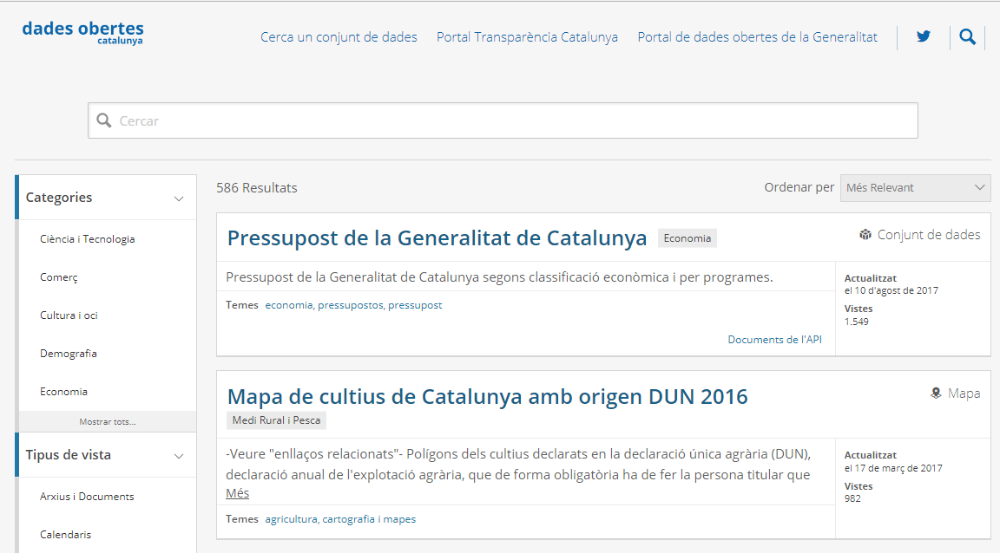 dades obertes
catalunya
Cerca un conjunt de dades Portal Transparència Catalunya Portal de dades obertes de la Generalitat
Cercar
Categories
Ciència i Tecnologia
Comerç
Cultura i oci
Demografia
Economia
Mostrar tots...
Tipus de vista
Arxius i Documents
Calendaris
586 Resultats
Ordenar per Més Relevant
Pressupost de la Generalitat de Catalunya Economia
Conjunt de dades
Pressupost de la Generalitat de Catalunya segons classificació econòmica i per programes.
Temes economia, pressupostos, pressupost
Documents de l'API
Actualitzat
el 10 d'agost de 2017
Vistes
1.549
Mapa de cultius de Catalunya amb origen DUN 2016
Medi Rural i Pesca
Mapa
-Veure "enllaços relacionats"- Polígons dels cultius declarats en la declaració única agrària (DUN),
declaració anual de l'explotació agrària, que de forma obligatòria ha de fer la persona titular que
Més
Temes agricultura, cartografia i mapes
Actualitzat
el 17 de març de 2017
Vistes
982